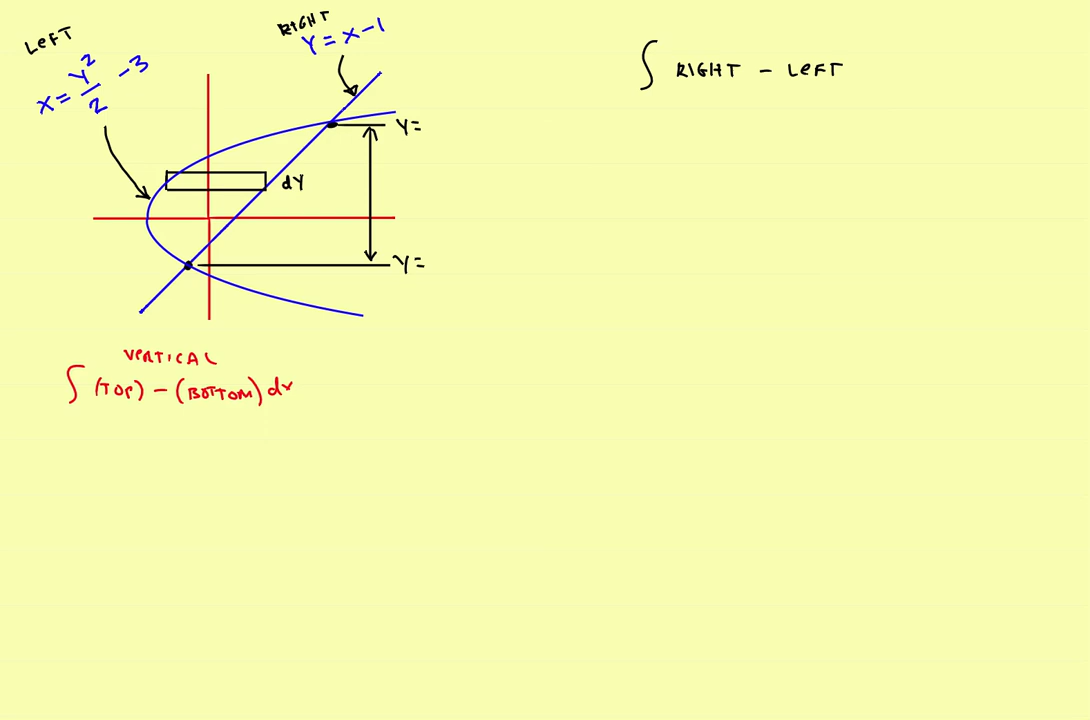 LEFT
x = y²/2 - 3
RIGHT
Y = X - 1
Y =
dY
Y =
VERTICAL
∫ (TOP) - (BOTTOM) dx
∫ RIGHT - LEFT